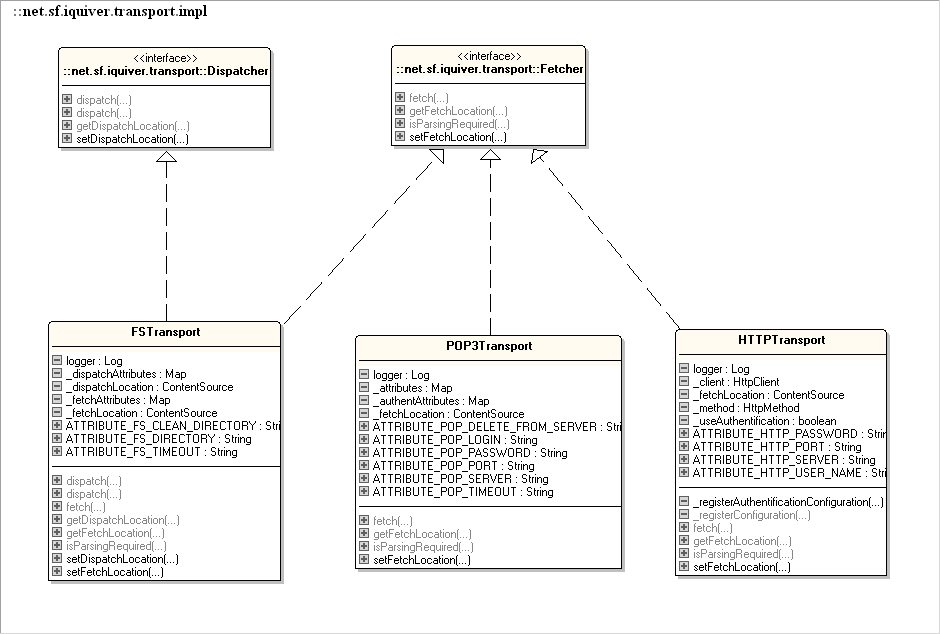 ::net.sf.iquiver.transport.impl
<<interface>>
::net.sf.iquiver.transport::Dispatcher
dispatch(...)
dispatch(...)
getDispatchLocation(...)
setDispatchLocation(...)
<<interface>>
::net.sf.iquiver.transport::Fetcher
fetch(...)
getFetchLocation(...)
isParsingRequired(...)
setFetchLocation(...)
FSTransport
logger : Log
_dispatchAttributes : Map
_dispatchLocation : ContentSource
_fetchAttributes : Map
_fetchLocation : ContentSource
ATTRIBUTE_FS_CLEAN_DIRECTORY : Stri
ATTRIBUTE_FS_DIRECTORY : String
ATTRIBUTE_FS_TIMEOUT : String
dispatch(...)
dispatch(...)
fetch(...)
getDispatchLocation(...)
getFetchLocation(...)
isParsingRequired(...)
setDispatchLocation(...)
setFetchLocation(...)
POP3Transport
logger : Log
_attributes : Map
_authentAttributes : Map
_fetchLocation : ContentSource
ATTRIBUTE_POP_DELETE_FROM_SERVER : Stri
ATTRIBUTE_POP_LOGIN : String
ATTRIBUTE_POP_PASSWORD : String
ATTRIBUTE_POP_PORT : String
ATTRIBUTE_POP_SERVER : String
ATTRIBUTE_POP_TIMEOUT : String
fetch(...)
getFetchLocation(...)
isParsingRequired(...)
setFetchLocation(...)
HTTPTransport
logger : Log
_client : HttpClient
_fetchLocation : ContentSource
_method : HttpMethod
_useAuthentification : boolean
ATTRIBUTE_HTTP_PASSWORD : Strin
ATTRIBUTE_HTTP_PORT : String
ATTRIBUTE_HTTP_SERVER : String
ATTRIBUTE_HTTP_USER_NAME : Stri
_registerAuthentificationConfiguration(...)
_registerConfiguration(...)
fetch(...)
getFetchLocation(...)
isParsingRequired(...)
setFetchLocation(...)